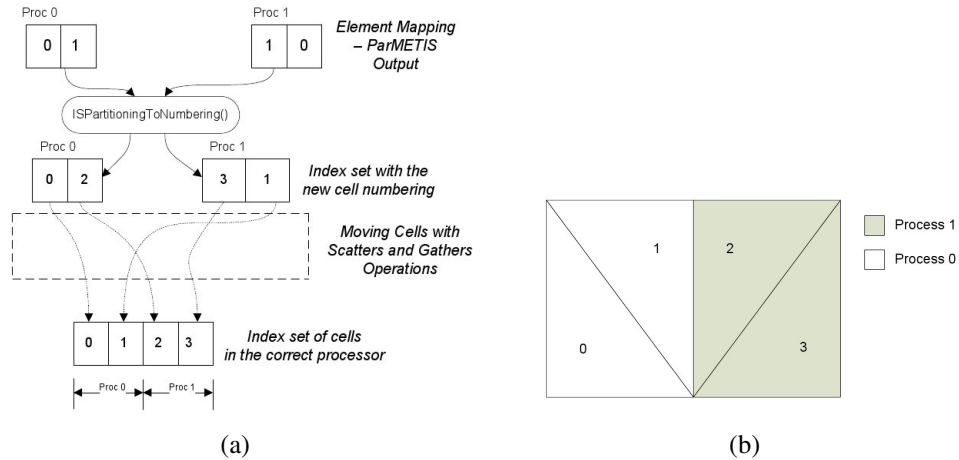 Proc 0
Proc 1
0 1
1 0
Element Mapping
– ParMETIS
Output
ISPartitioningToNumbering()
Proc 0
Proc 1
0 2
3 1
Index set with the
new cell numbering
Moving Cells with
Scatters and Gathers
Operations
0 1 2 3
Index set of cells
in the correct processor
Proc 0
Proc 1
(a)
1
2
0
3
Process 1
Process 0
(b)